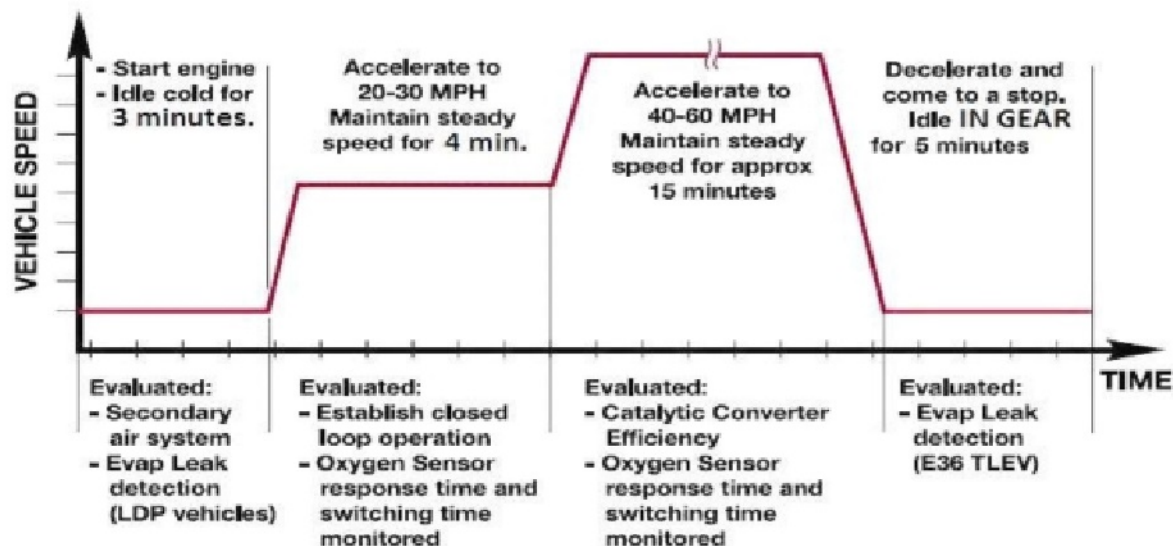 VEHICLE SPEED
- Start engine
- Idle cold for
3 minutes.
Accelerate to
20-30 MPH
Maintain steady
speed for 4 min.
Accelerate to
40-60 MPH
Maintain steady
speed for approx
15 minutes
Decelerate and
come to a stop.
Idle IN GEAR
for 5 minutes
TIME
Evaluated:
- Secondary
air system
- Evap Leak
detection
(LDP vehicles)
Evaluated:
- Establish closed
loop operation
- Oxygen Sensor
response time and
switching time
monitored
Evaluated:
- Catalytic Converter
Efficiency
- Oxygen Sensor
response time and
switching time
monitored
Evaluated:
- Evap Leak
detection
(E36 TLEV)